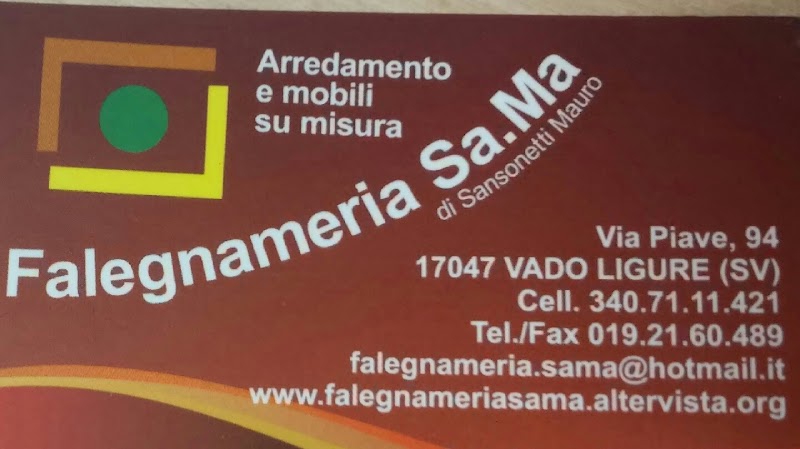 Arredamento
e mobili
su misura
Falegnameria Sa.Ma
di Sansonetti Mauro
Via Piave, 94
17047 VADO LIGURE (SV)
Cell. 340.71.11.421
Tel./Fax 019.21.60.489
falegnameria.sama@hotmail.it
www.falegnameriasama.altervista.org